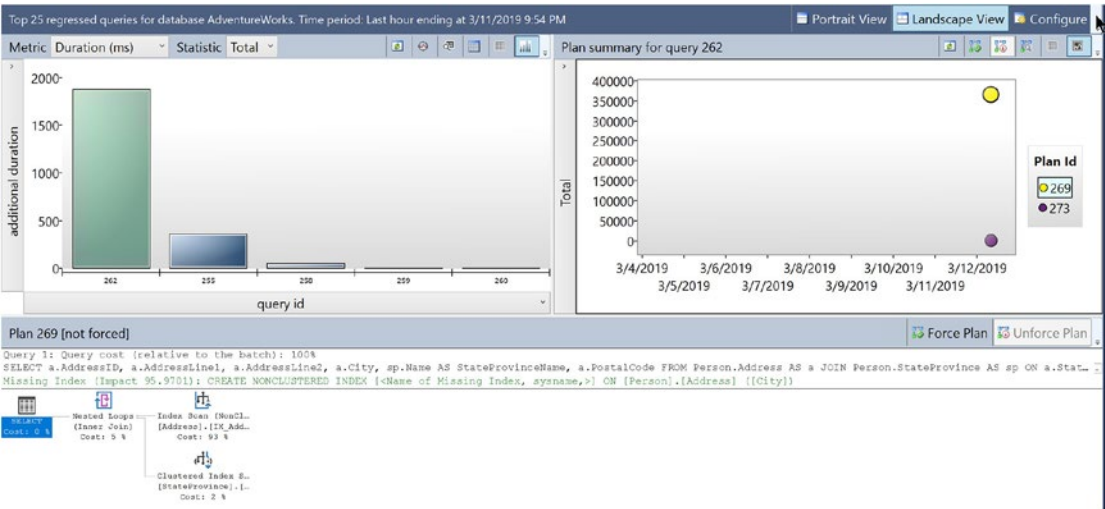 Top 25 regressed queries for database AdventureWorks. Time period: Last hour ending at 3/11/2019 9:54 PM
Portrait View Landscape View Configure
Metric Duration (ms) Statistic Total
Plan summary for query 262
2000
1500
1000
500
0
additional duration
262 255 258 259 260
query id
400000
350000
300000
250000
200000
150000
100000
50000
0
Total
3/4/2019 3/6/2019 3/8/2019 3/10/2019 3/12/2019
3/5/2019 3/7/2019 3/9/2019 3/11/2019
Plan Id
269
273
Plan 269 [not forced]
Force Plan Unforce Plan
Query 1: Query cost (relative to the batch): 100%
SELECT a.AddressID, a.AddressLine1, a.AddressLine2, a.City, sp.Name AS StateProvinceName, a.PostalCode FROM Person.Address AS a JOIN Person.StateProvince AS sp ON a.Stat…
Missing Index (Impact 95.9701): CREATE NONCLUSTERED INDEX [<Name of Missing Index, sysname,>] ON [Person].[Address] ([City])
SELECT
Cost: 0 %
Nested Loops
(Inner Join)
Cost: 5 %
Index Scan (NonCl…
[Address].[IX_Add…
Cost: 93 %
Clustered Index S…
[StateProvince].[…
Cost: 2 %